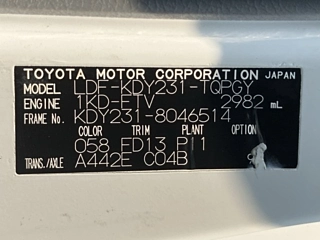 TOYOTA MOTOR CORPORATION JAPAN
MODEL LDF-KDY231-TQPGY
ENGINE 1KD-FTV 2982 mL
FRAME No. KDY231-8046514
COLOR TRIM PLANT OPTION
058 FD13 P11
TRANS./AXLE A442E C04B